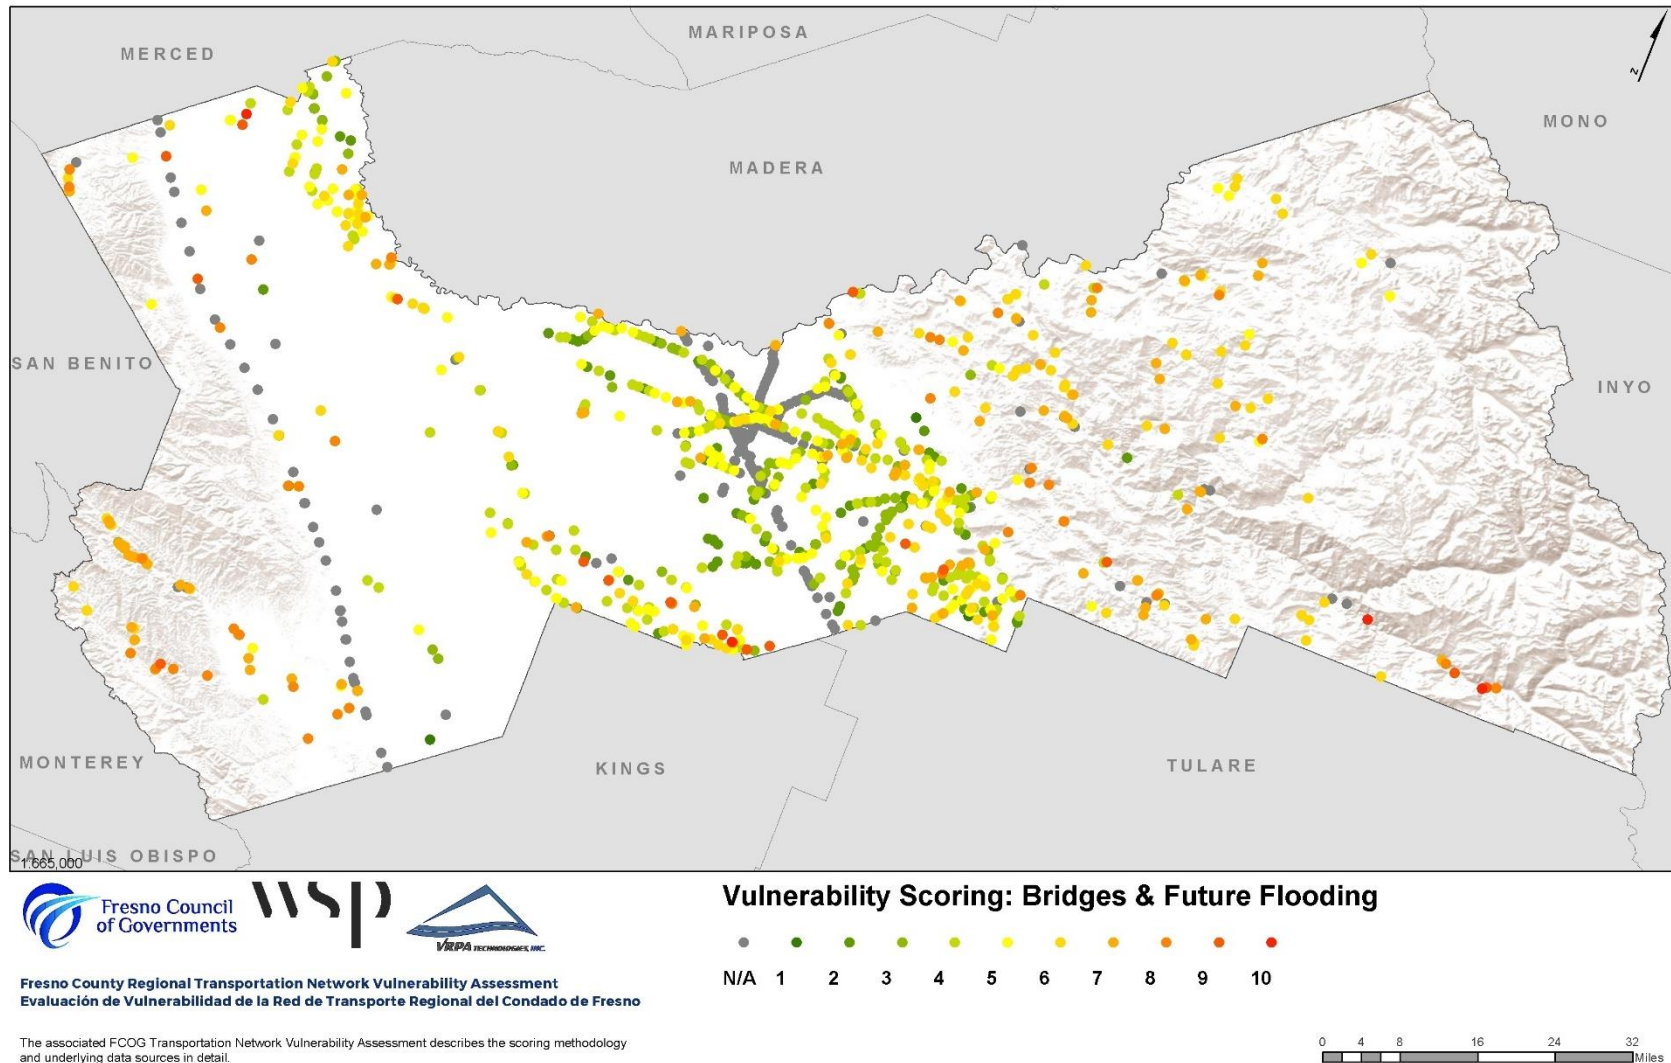 MERCED
MARIPOSA
MONO
MADERA
SAN BENITO
INYO
MONTEREY
KINGS
TULARE
SAN LUIS OBISPO
1:665,000
N
Fresno Council
of Governments
wsp
VRPA TECHNOLOGIES, INC.
Vulnerability Scoring: Bridges & Future Flooding
N/A 1 2 3 4 5 6 7 8 9 10
Fresno County Regional Transportation Network Vulnerability Assessment
Evaluación de Vulnerabilidad de la Red de Transporte Regional del Condado de Fresno
The associated FCOG Transportation Network Vulnerability Assessment describes the scoring methodology
and underlying data sources in detail.
0 4 8 16 24 32
Miles